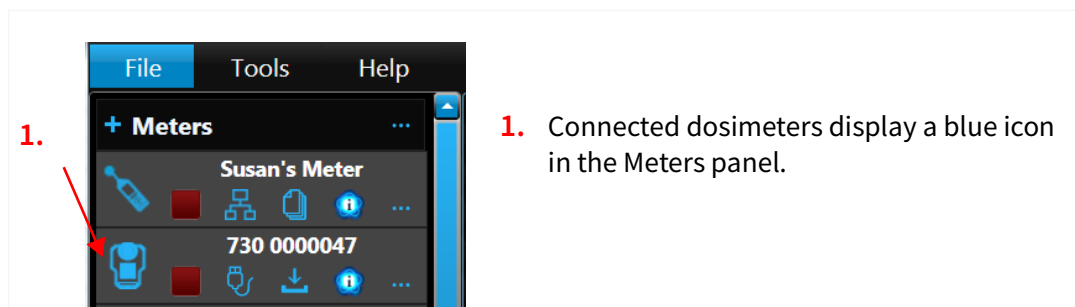 File Tools Help
+ Meters ...
1.
Susan's Meter
...
730 0000047
...
1. Connected dosimeters display a blue icon
in the Meters panel.